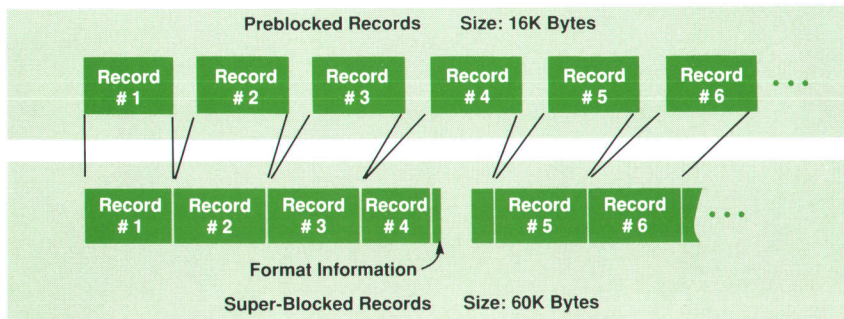 Preblocked Records Size: 16K Bytes
Record # 1
Record # 2
Record # 3
Record # 4
Record # 5
Record # 6
• • •
Record # 1
Record # 2
Record # 3
Record # 4
Record # 5
Record # 6
• • •
Format Information
Super-Blocked Records Size: 60K Bytes